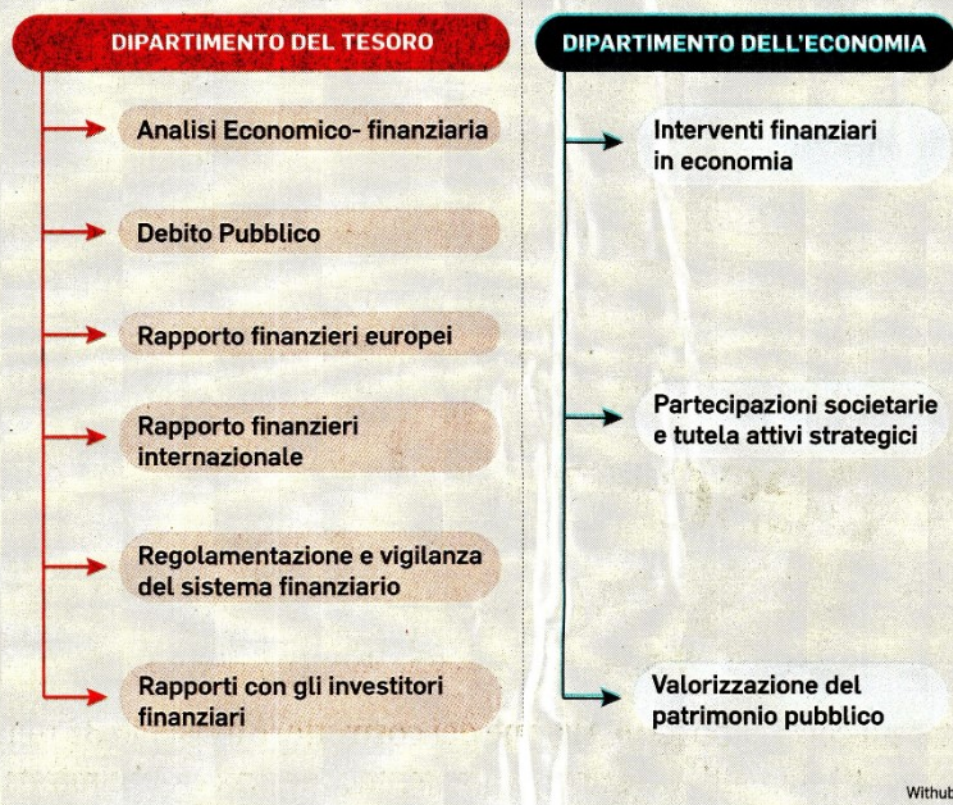 DIPARTIMENTO DEL TESORO
Analisi Economico- finanziaria
Debito Pubblico
Rapporto finanzieri europei
Rapporto finanzieri
internazionale
Regolamentazione e vigilanza
del sistema finanziario
Rapporti con gli investitori
finanziari
DIPARTIMENTO DELL'ECONOMIA
Interventi finanziari
in economia
Partecipazioni societarie
e tutela attivi strategici
Valorizzazione del
patrimonio pubblico
Withub